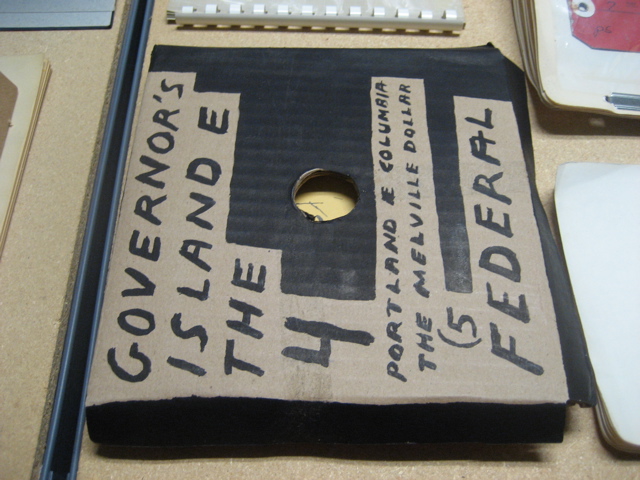 GOVERNOR'S
ISLAND E
THE
4
PORTLAND E COLUMBIA
THE MELVILLE DOLLAR
(5
FEDERAL